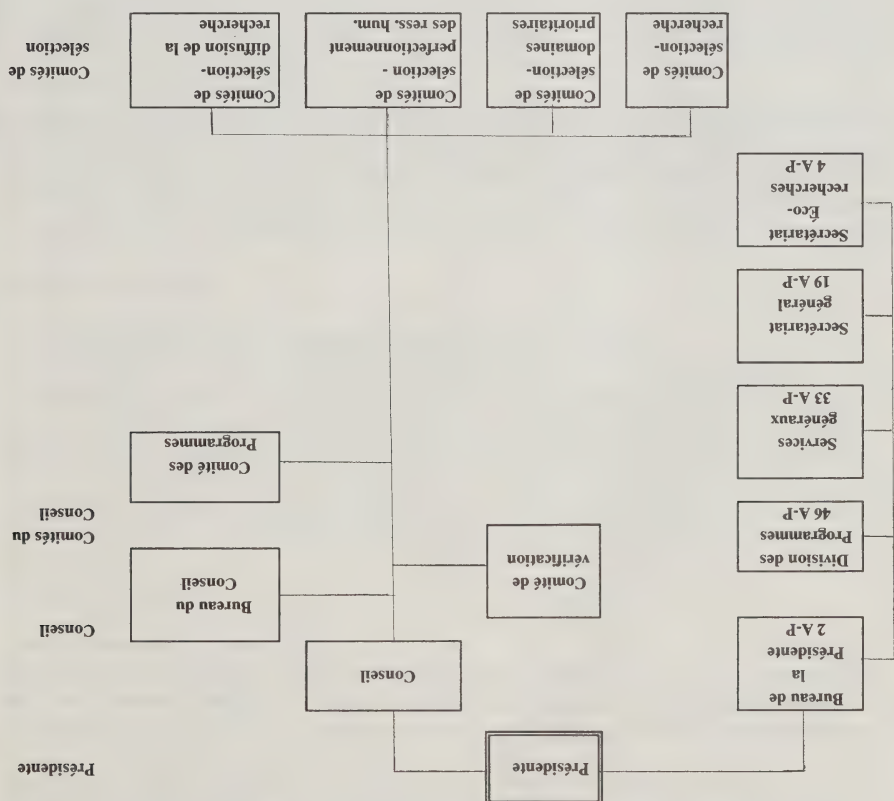 Présidente
Présidente
Bureau de
la
Présidente
2 A-P
Conseil
Conseil
Bureau du
Conseil
Comité de
vérification
Division des
Programmes
46 A-P
Comités du
Conseil
Comité des
Programmes
Services
généraux
33 A-P
Secrétariat
général
19 A-P
Secrétariat
Éco-
recherches
4 A-P
Comités de
sélection
Comités de
sélection-
diffusion de la
recherche
Comités de
sélection -
perfectionnement
des ress. hum.
Comités de
sélection-
domaines
prioritaires
Comités de
sélection-
recherche